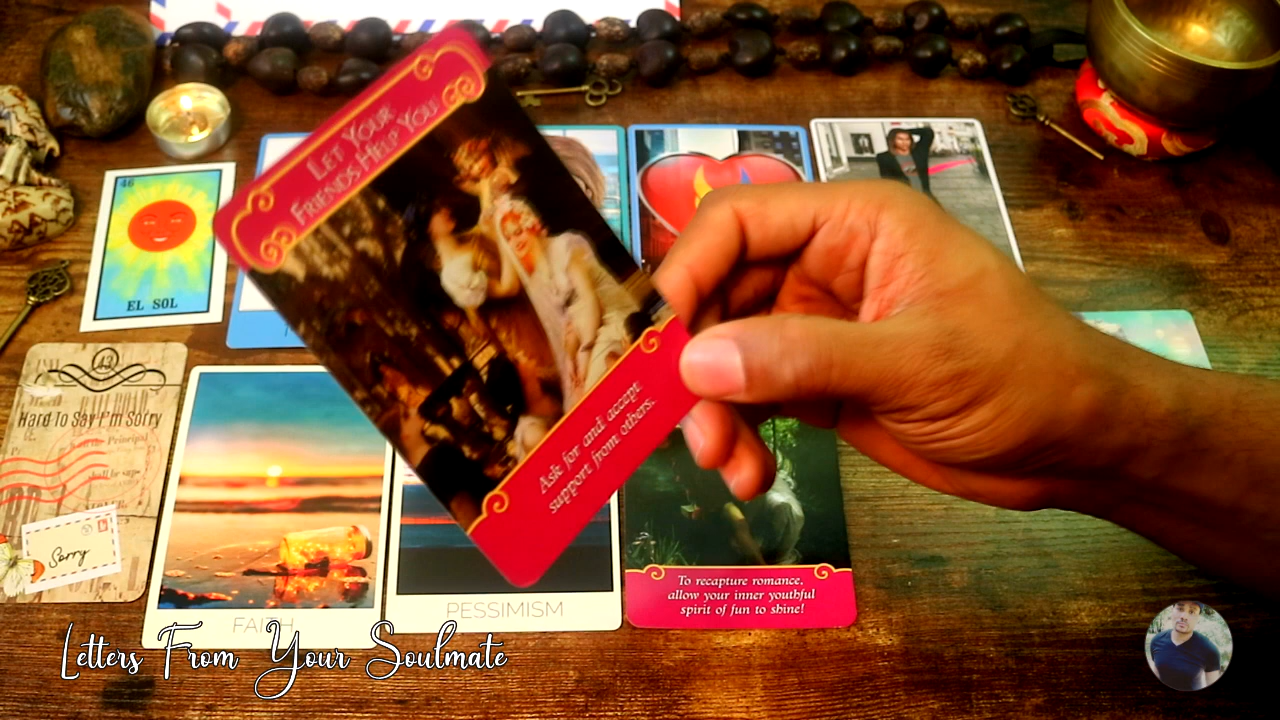 LET YOUR
FRIENDS HELP YOU
Ask for and accept
support from others.
46
EL SOL
43
Hard To Say I'm Sorry
Principal
Sorry
FAITH
PESSIMISM
To recapture romance,
allow your inner youthful
spirit of fun to shine!
Letters From Your Soulmate